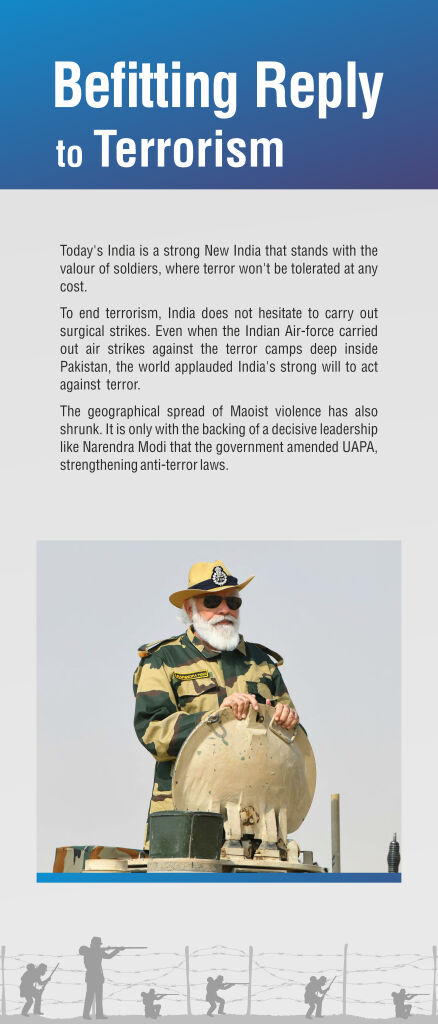 Befitting Reply
to Terrorism
Today's India is a strong New India that stands with the
valour of soldiers, where terror won't be tolerated at any
cost.
To end terrorism, India does not hesitate to carry out
surgical strikes. Even when the Indian Air-force carried
out air strikes against the terror camps deep inside
Pakistan, the world applauded India's strong will to act
against terror.
The geographical spread of Maoist violence has also
shrunk. It is only with the backing of a decisive leadership
like Narendra Modi that the government amended UAPA,
strengthening anti-terror laws.